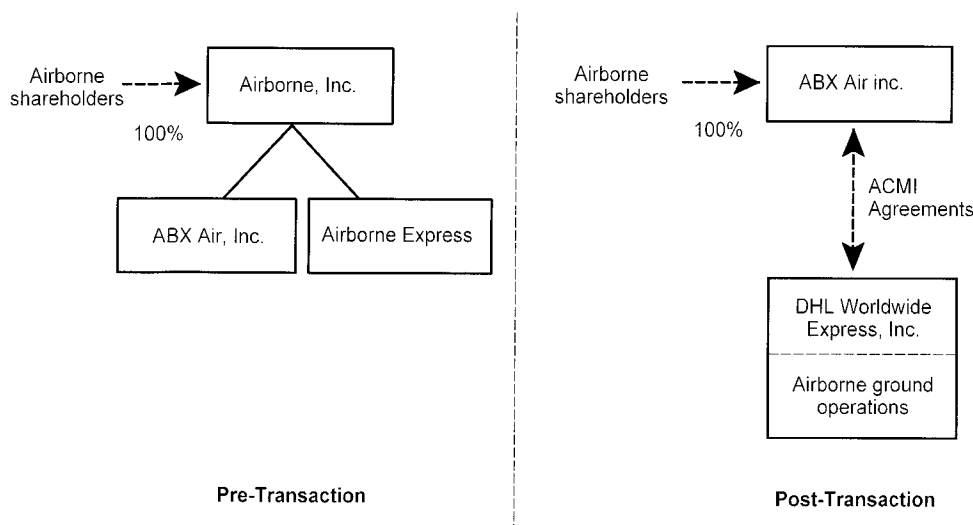 Airborne
shareholders
Airborne, Inc.
100%
ABX Air, Inc.
Airborne Express
Pre-Transaction
Airborne
shareholders
ABX Air inc.
100%
ACMI
Agreements
DHL Worldwide
Express, Inc.
Airborne ground
operations
Post-Transaction